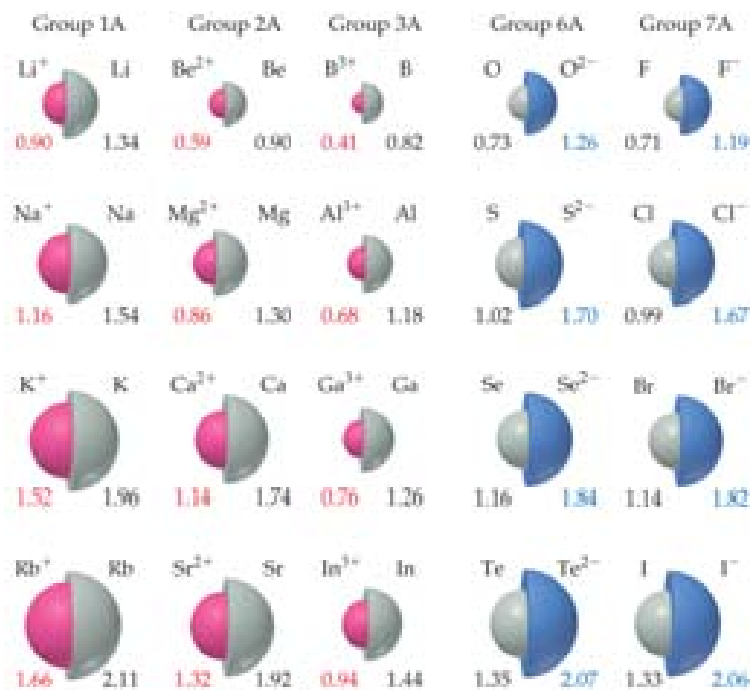 Group 1A Group 2A Group 3A Group 6A Group 7A
Li⁺ Li Be²⁺ Be B³⁺ B O O²⁻ F F⁻
0.90 1.34 0.59 0.90 0.41 0.82 0.73 1.26 0.71 1.19
Na⁺ Na Mg²⁺ Mg Al³⁺ Al S S²⁻ Cl Cl⁻
1.16 1.54 0.86 1.30 0.68 1.18 1.02 1.70 0.99 1.67
K⁺ K Ca²⁺ Ca Ga³⁺ Ga Se Se²⁻ Br Br⁻
1.52 1.96 1.14 1.74 0.76 1.26 1.16 1.84 1.14 1.82
Rb⁺ Rb Sr²⁺ Sr In³⁺ In Te Te²⁻ I I⁻
1.66 2.11 1.32 1.92 0.94 1.44 1.35 2.07 1.33 2.06